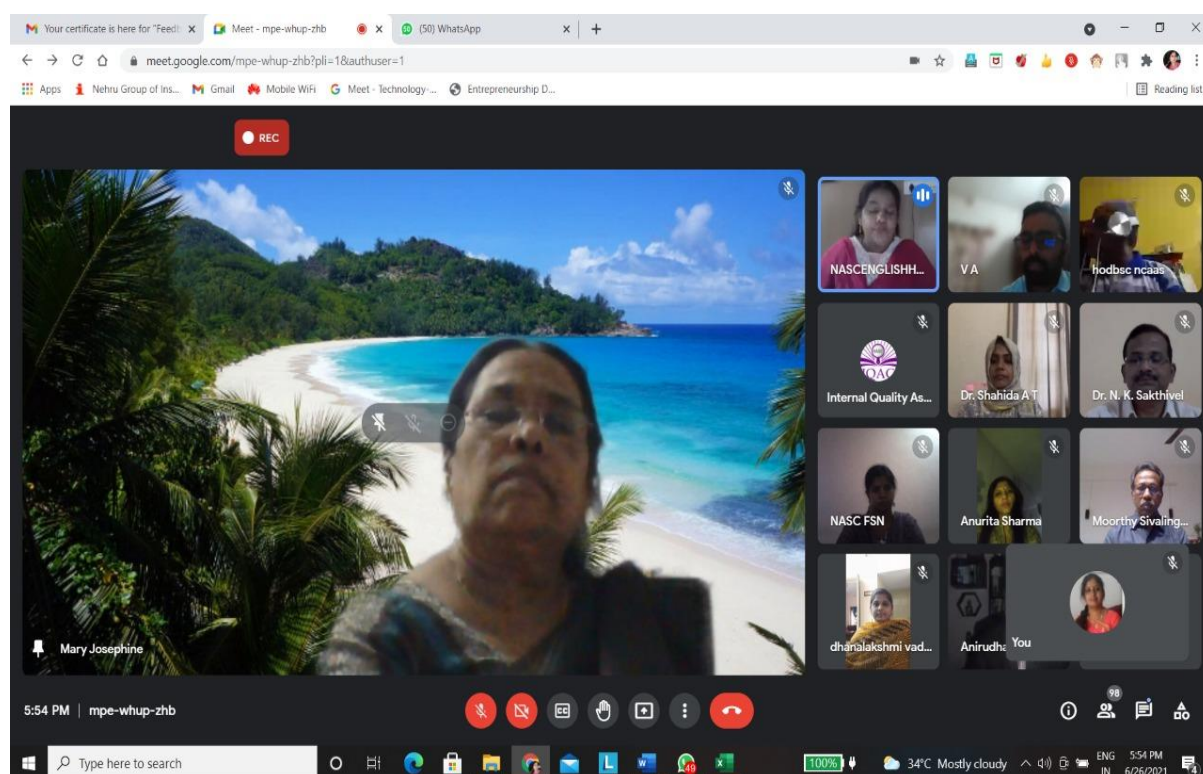 Your certificate is here for "Feedb
Meet - mpe-whup-zhb
(50) WhatsApp
meet.google.com/mpe-whup-zhb?pli=1&authuser=1
Apps
Nehru Group of Ins...
Gmail
Mobile WiFi
Meet - Technology-...
Entrepreneurship D...
Reading list
REC
NASCENGLISHH...
V A
hodbsc ncaas
IQAC
Internal Quality As...
Dr. Shahida A T
Dr. N. K. Sakthivel
NASC FSN
Anurita Sharma
Moorthy Sivaling...
dhanalakshmi vad...
Anirudha
You
Mary Josephine
5:54 PM | mpe-whup-zhb
CC
98
Type here to search
L
W
49
X
100%
34°C Mostly cloudy
ENG
IN
5:54 PM
6/26/2021
4